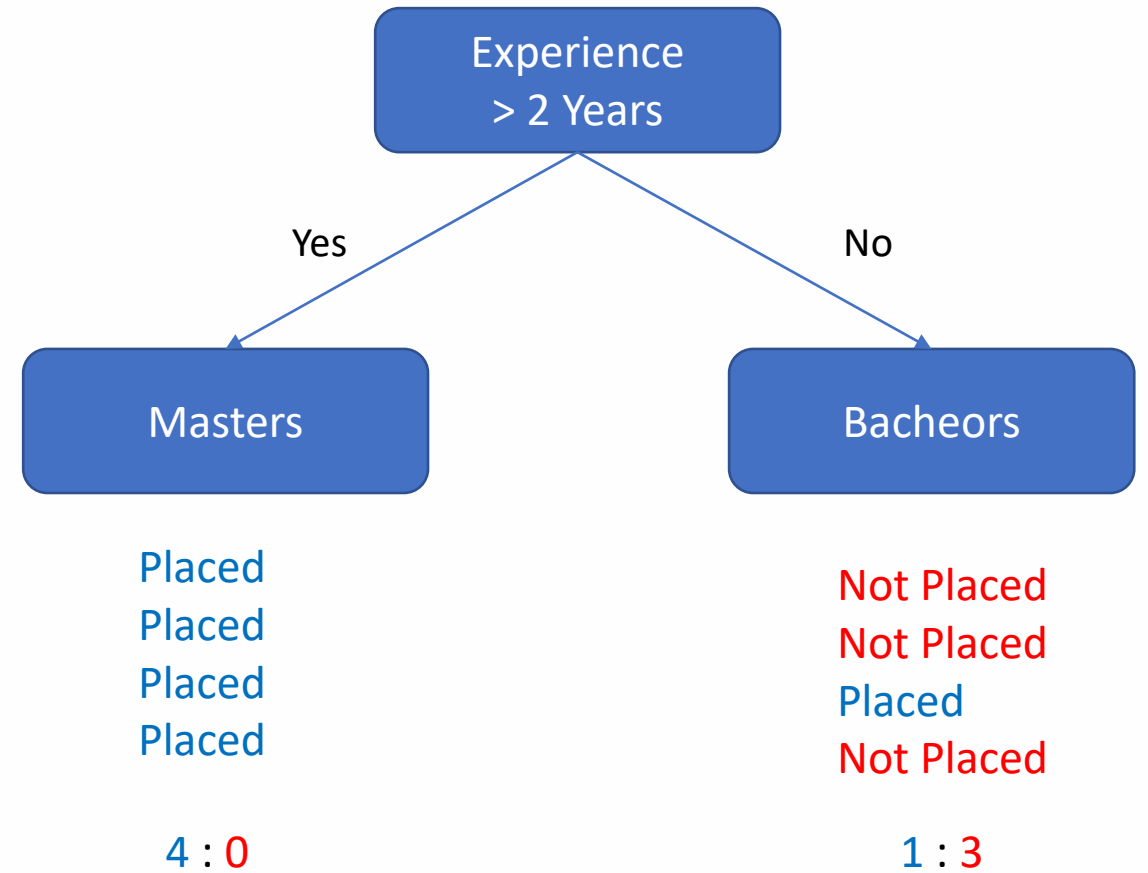 Experience
> 2 Years
Yes
No
Masters
Bacheors
Placed
Placed
Placed
Placed
4 : 0
Not Placed
Not Placed
Placed
Not Placed
1 : 3